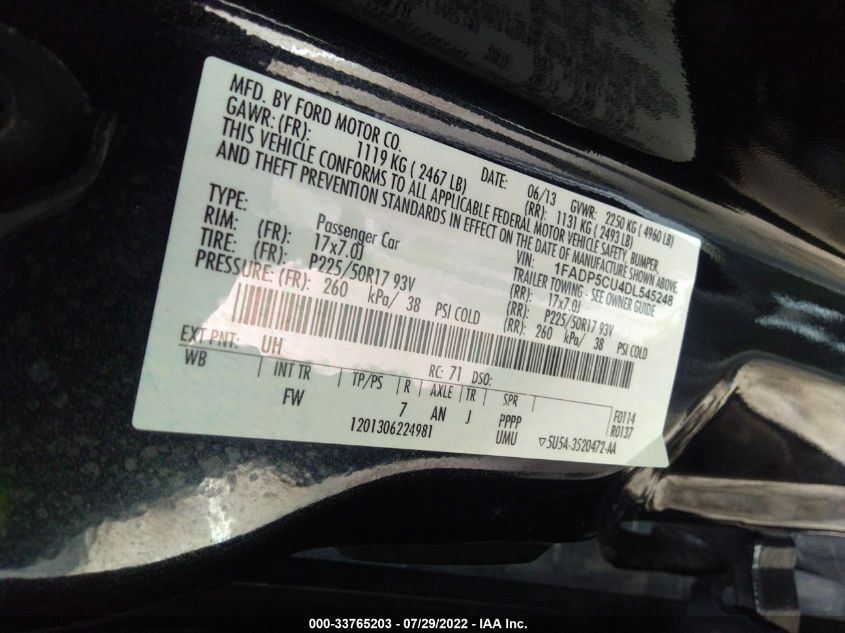 MFD. BY FORD MOTOR CO. DATE: 06/13 GVWR: 2250 KG ( 4960 LB)
GAWR: (FR): 1119 KG ( 2467 LB) (RR): 1131 KG ( 2493 LB)
THIS VEHICLE CONFORMS TO ALL APPLICABLE FEDERAL MOTOR VEHICLE SAFETY, BUMPER,
AND THEFT PREVENTION STANDARDS IN EFFECT ON THE DATE OF MANUFACTURE SHOWN ABOVE.
VIN: 1FADP5CU4DL545248
TYPE: Passenger Car TRAILER TOWING - SEE OWNER GUIDE
RIM: (FR): 17x7.0J (RR): 17x7.0J
TIRE: (FR): P225/50R17 93V (RR): P225/50R17 93V
PRESSURE: (FR): 260 kPa/ 38 PSI COLD (RR): 260 kPa/ 38 PSI COLD
EXT PNT: UH RC: 71 DSO:
WB INT TR TP/PS R AXLE TR SPR
FW 7 AN J PPPP F0114
1201306224981 UMU ▽5U5A-3520472-AA R0137
000-33765203 - 07/29/2022 - IAA Inc.